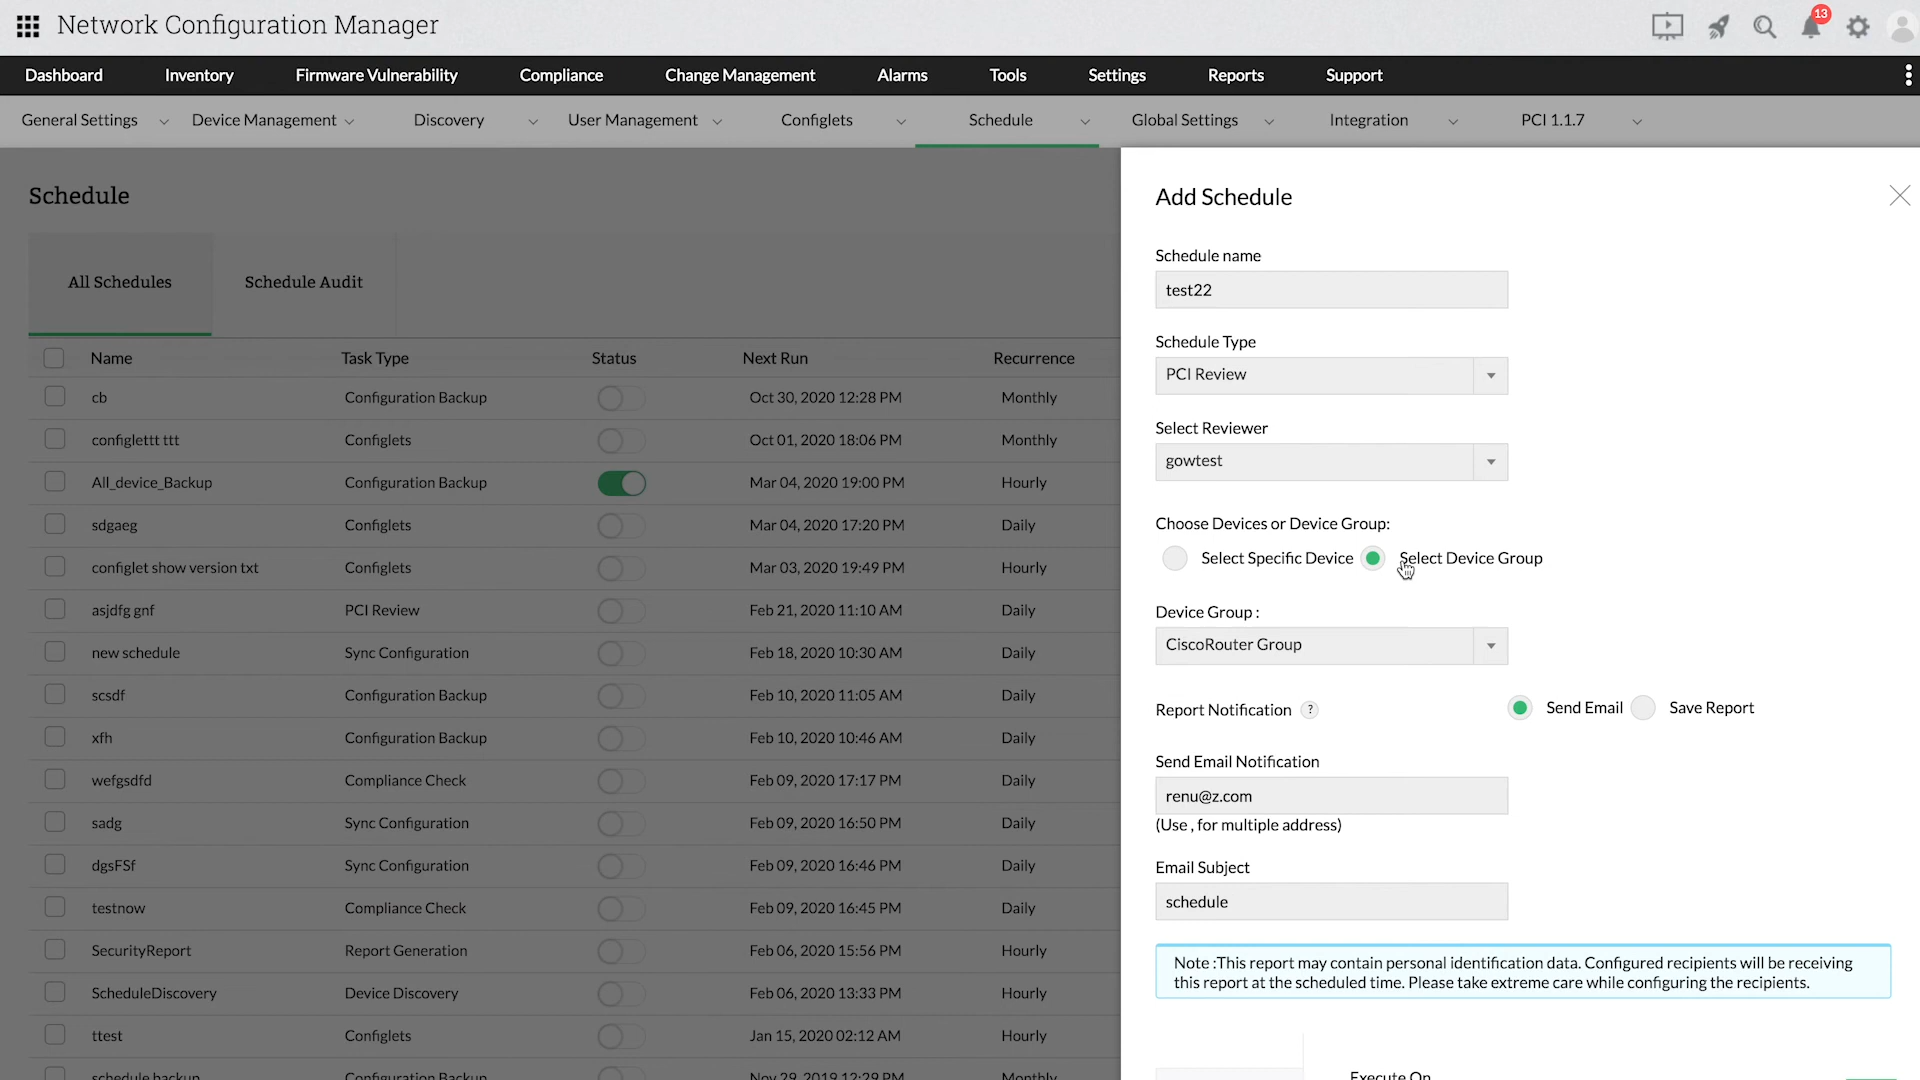 Network Configuration Manager
13
Dashboard Inventory Firmware Vulnerability Compliance Change Management Alarms Tools Settings Reports Support
General Settings Device Management Discovery User Management Configlets Schedule Global Settings Integration PCI 1.1.7
Schedule
All Schedules Schedule Audit
Name Task Type Status Next Run Recurrence
cb Configuration Backup Oct 30, 2020 12:28 PM Monthly
configlettt ttt Configlets Oct 01, 2020 18:06 PM Monthly
All_device_Backup Configuration Backup Mar 04, 2020 19:00 PM Hourly
sdgaeg Configlets Mar 04, 2020 17:20 PM Daily
configlet show version txt Configlets Mar 03, 2020 19:49 PM Hourly
asjdfg gnf PCI Review Feb 21, 2020 11:10 AM Daily
new schedule Sync Configuration Feb 18, 2020 10:30 AM Daily
scsdf Configuration Backup Feb 10, 2020 11:05 AM Daily
xfh Configuration Backup Feb 10, 2020 10:46 AM Daily
wefgsdfd Compliance Check Feb 09, 2020 17:17 PM Daily
sadg Sync Configuration Feb 09, 2020 16:50 PM Daily
dgsFSf Sync Configuration Feb 09, 2020 16:46 PM Daily
testnow Compliance Check Feb 09, 2020 16:45 PM Daily
SecurityReport Report Generation Feb 06, 2020 15:56 PM Hourly
ScheduleDiscovery Device Discovery Feb 06, 2020 13:33 PM Hourly
ttest Configlets Jan 15, 2020 02:12 AM Hourly
schedule backup Configuration Backup Nov 29, 2019 12:29 PM Monthly
Add Schedule
Schedule name
test22
Schedule Type
PCI Review
Select Reviewer
gowtest
Choose Devices or Device Group:
Select Specific Device Select Device Group
Device Group :
CiscoRouter Group
Report Notification ? Send Email Save Report
Send Email Notification
renu@z.com
(Use , for multiple address)
Email Subject
schedule
Note :This report may contain personal identification data. Configured recipients will be receiving
this report at the scheduled time. Please take extreme care while configuring the recipients.
Execute On